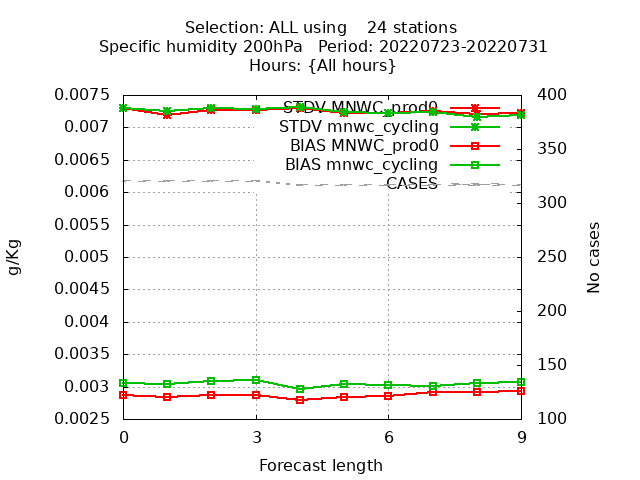 Selection: ALL using    24 stations
Specific humidity 200hPa   Period: 20220723-20220731
Hours: {All hours}
STDV MNWC_prod0
STDV mnwc_cycling
BIAS MNWC_prod0
BIAS mnwc_cycling
CASES
0.0075
0.007
0.0065
0.006
0.0055
0.005
0.0045
0.004
0.0035
0.003
0.0025
g/Kg
400
350
300
250
200
150
100
No cases
0 3 6 9
Forecast length